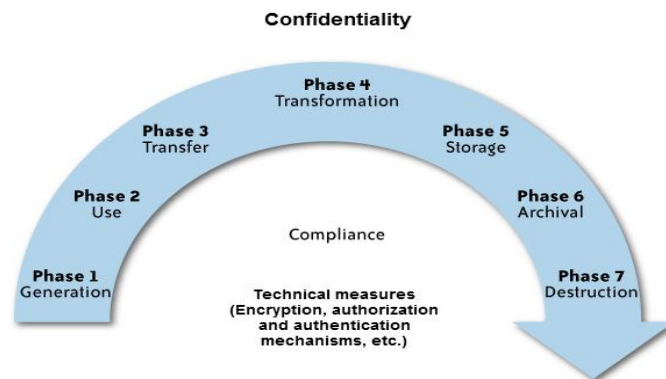 Confidentiality
Phase 1
Generation
Phase 2
Use
Phase 3
Transfer
Phase 4
Transformation
Phase 5
Storage
Phase 6
Archival
Phase 7
Destruction
Compliance
Technical measures
(Encryption, authorization
and authentication
mechanisms, etc.)